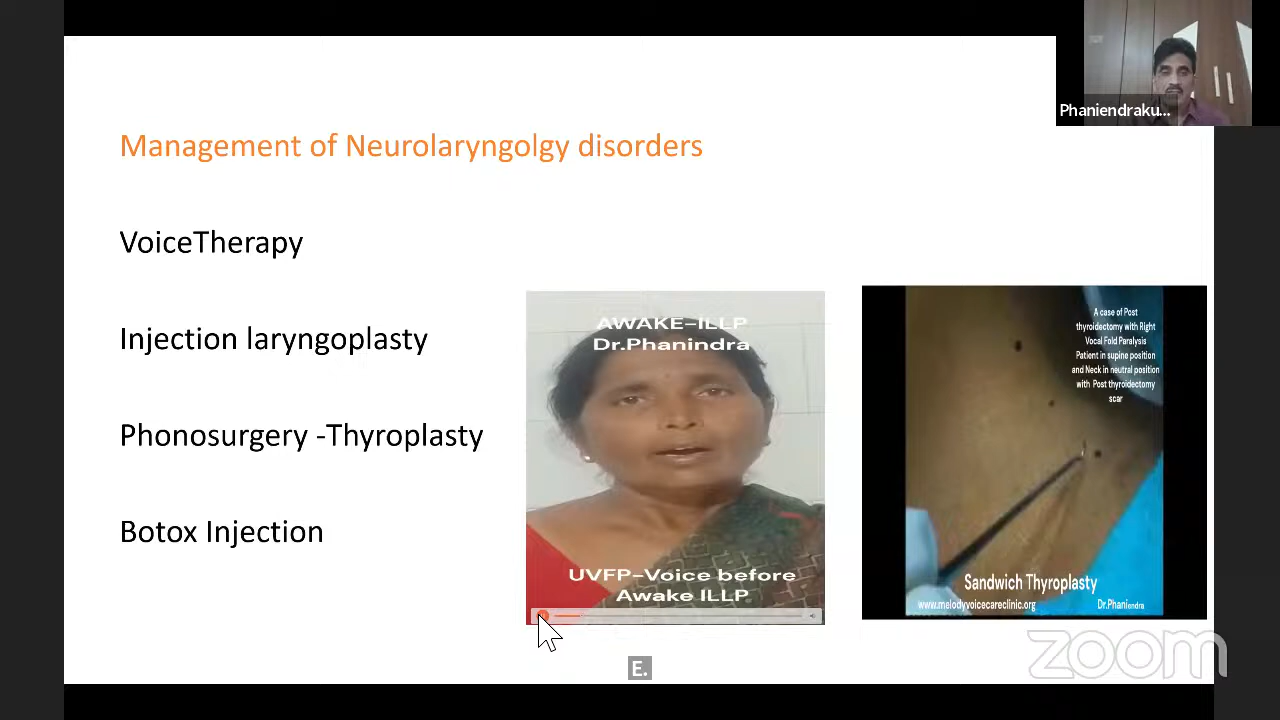 Phaniendraku...
Management of Neurolaryngolgy disorders
VoiceTherapy
Injection laryngoplasty
Phonosurgery -Thyroplasty
Botox Injection
AWAKE-ILLP
Dr.Phanindra
UVFP-Voice before
Awake ILLP
A case of Post
thyroidectomy with Right
Vocal Fold Paralysis
Patient in supine position
and Neck in neutral position
with Post thyroidectomy
scar
Sandwich Thyroplasty
www.melodyvoicecareclinic.org
Dr.Phaniendra
E.
zoom